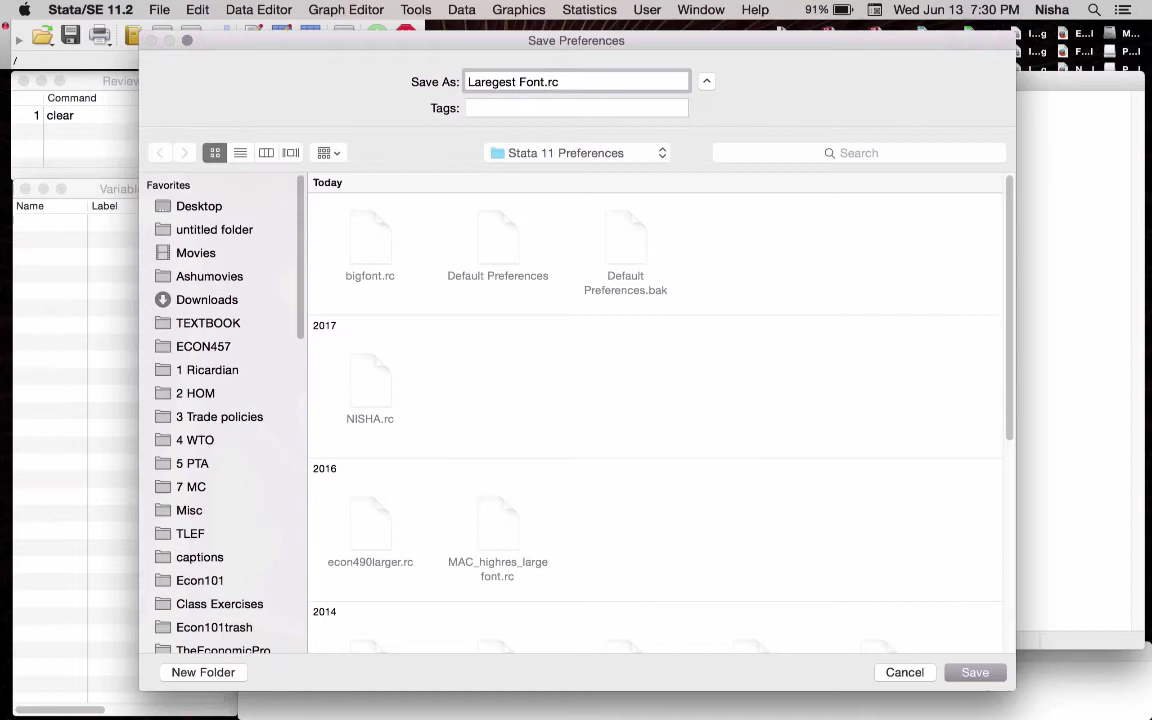 Stata/SE 11.2 File Edit Data Editor Graph Editor Tools Data Graphics Statistics User Window Help 91% Wed Jun 13 7:30 PM Nisha
Save Preferences
I...g E...l M...
I...g F...l P...
/
Review
Command
1 clear
Save As: Laregest Font.rc
Tags:
Stata 11 Preferences
Search
Variabl
Name Label
Favorites
Desktop
untitled folder
Movies
Ashumovies
Downloads
TEXTBOOK
ECON457
1 Ricardian
2 HOM
3 Trade policies
4 WTO
5 PTA
7 MC
Misc
TLEF
captions
Econ101
Class Exercises
Econ101trash
TheEconomicPro
Today
bigfont.rc
Default Preferences
Default
Preferences.bak
2017
NISHA.rc
2016
econ490larger.rc
MAC_highres_large
font.rc
2014
New Folder
Cancel
Save